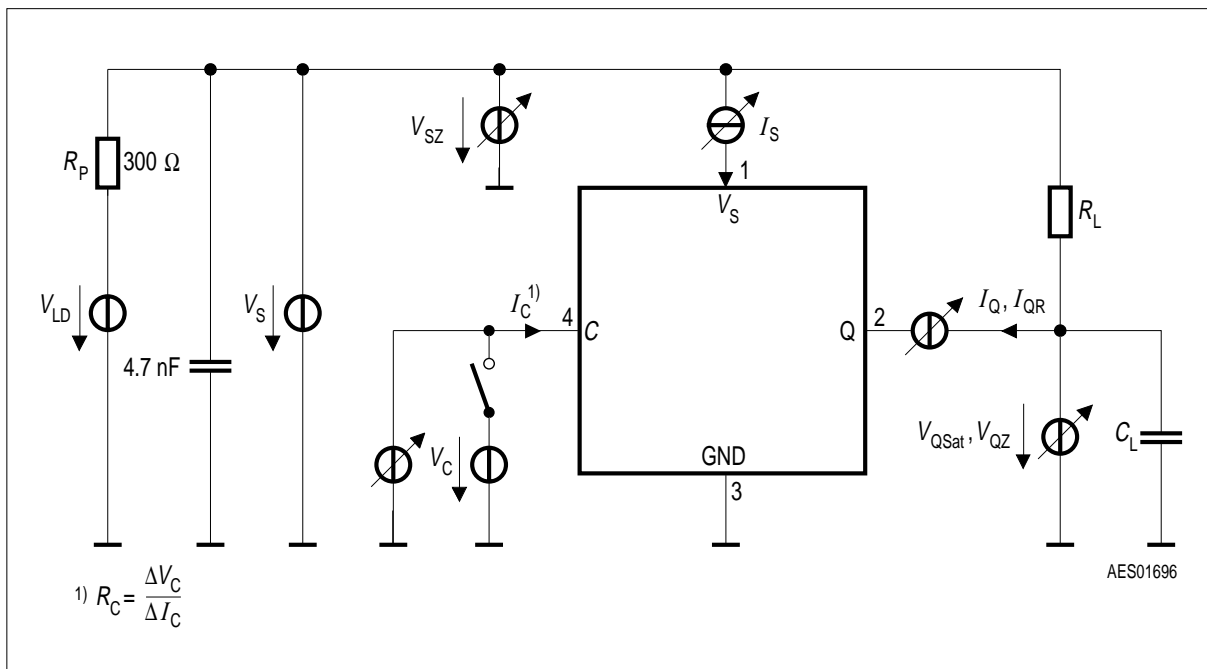 V_SZ
I_S
1
R_P 300 Ω
V_S
R_L
V_LD
V_S
I_C ¹⁾
4
C
Q
2
I_Q, I_QR
4.7 nF
V_C
V_QSat, V_QZ
C_L
GND
3
AES01696
¹⁾ R_C = ΔV_C / ΔI_C